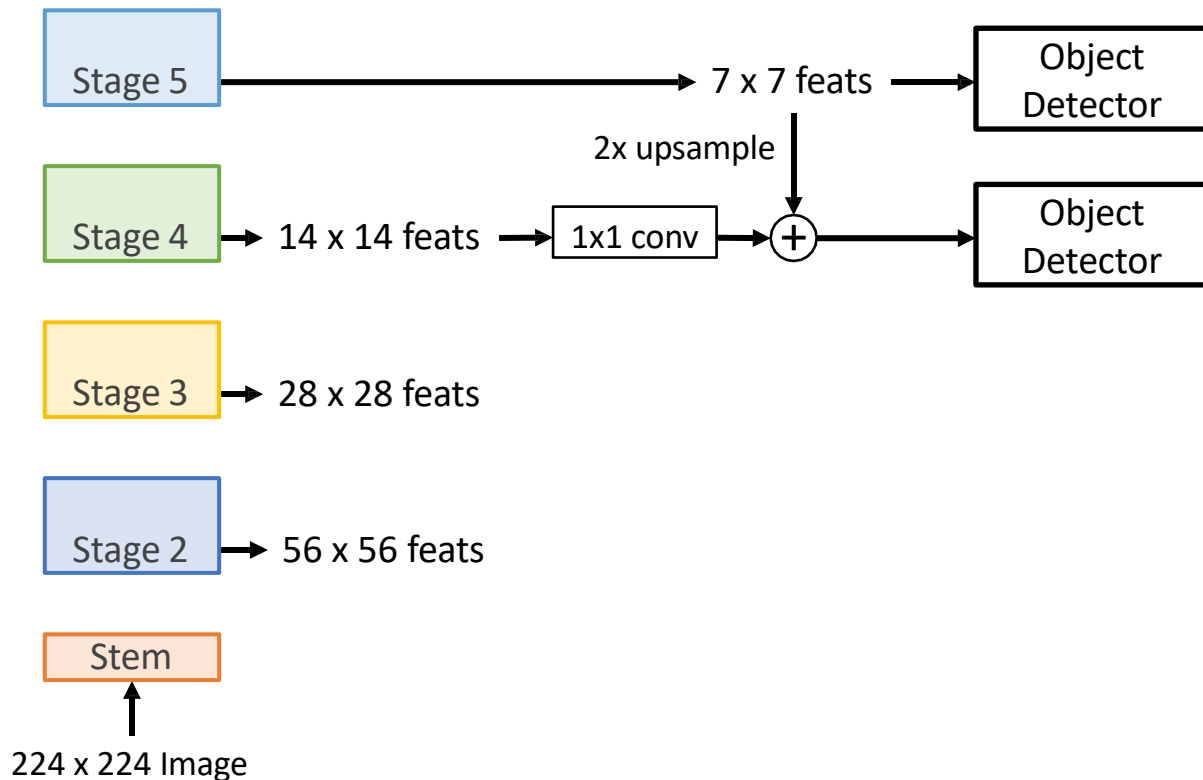 Stage 5
7 x 7 feats
Object
Detector
2x upsample
Stage 4
14 x 14 feats
1x1 conv
+
Object
Detector
Stage 3
28 x 28 feats
Stage 2
56 x 56 feats
Stem
224 x 224 Image